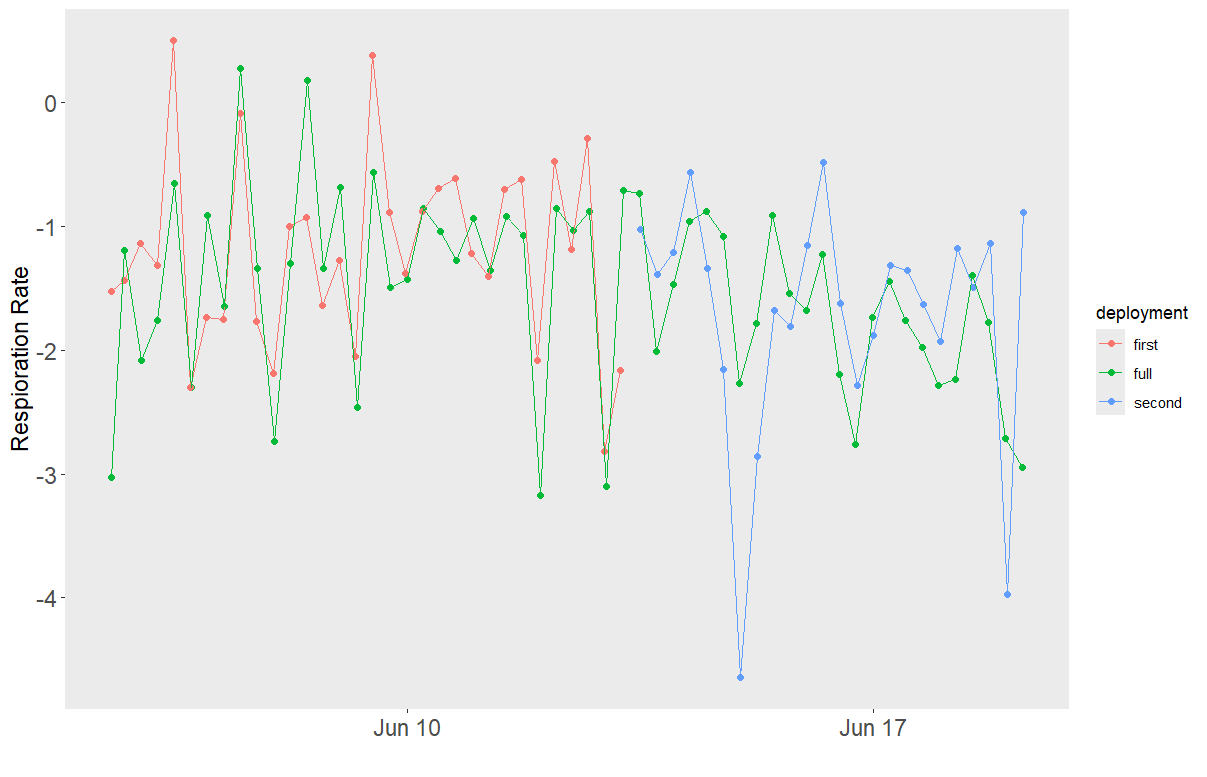 Respioration Rate
0
-1
-2
-3
-4
Jun 10
Jun 17
deployment
first
full
second